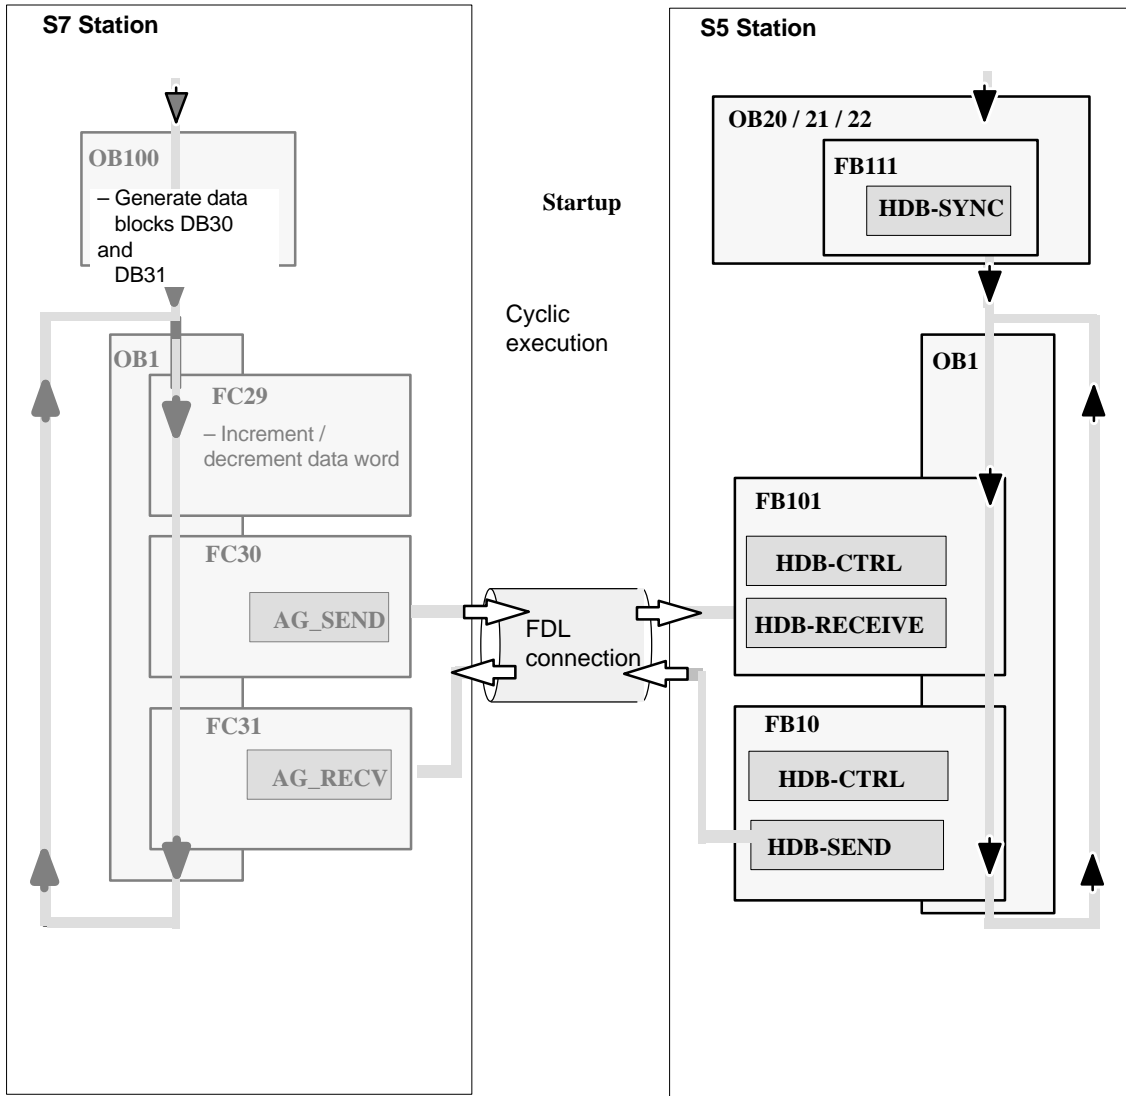 S7 Station
OB100
– Generate data
blocks DB30
and
DB31
OB1
FC29
– Increment /
decrement data word
FC30
AG_SEND
FC31
AG_RECV
Startup
Cyclic
execution
FDL
connection
S5 Station
OB20 / 21 / 22
FB111
HDB-SYNC
OB1
FB101
HDB-CTRL
HDB-RECEIVE
FB10
HDB-CTRL
HDB-SEND